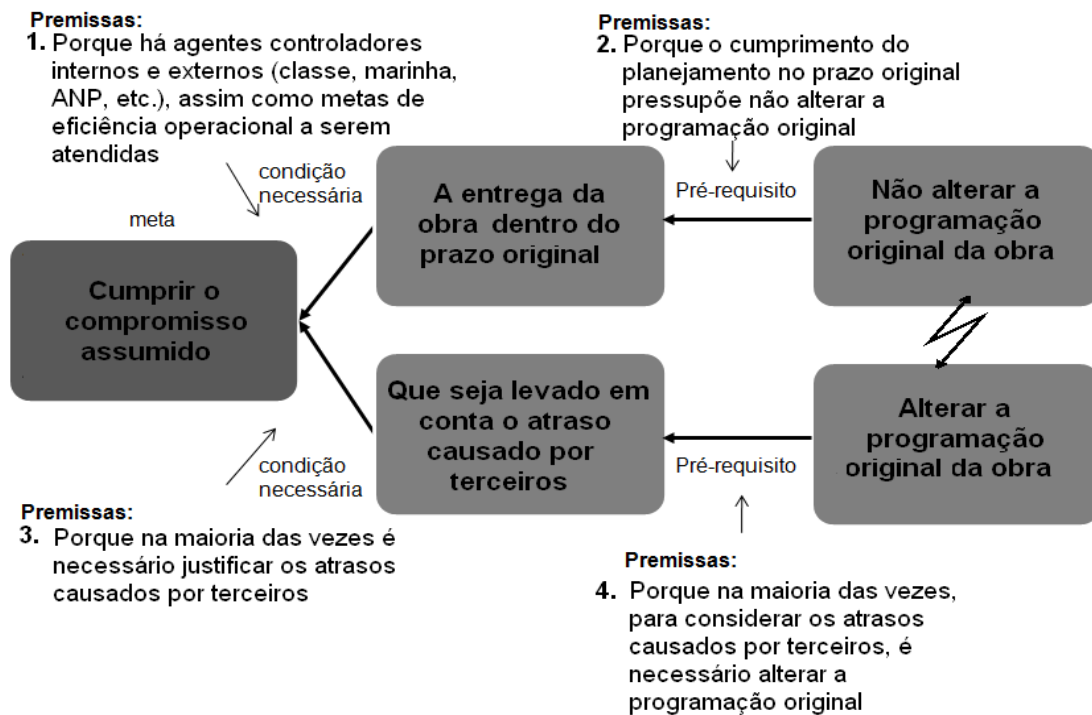 Premissas:
1. Porque há agentes controladores
internos e externos (classe, marinha,
ANP, etc.), assim como metas de
eficiência operacional a serem
atendidas
Premissas:
2. Porque o cumprimento do
planejamento no prazo original
pressupõe não alterar a
programação original
condição
necessária
A entrega da
obra dentro do
prazo original
Pré-requisito
Não alterar a
programação
original da obra
meta
Cumprir o
compromisso
assumido
Que seja levado em
conta o atraso
causado por
terceiros
Pré-requisito
Alterar a
programação
original da obra
condição
necessária
Premissas:
3. Porque na maioria das vezes é
necessário justificar os atrasos
causados por terceiros
Premissas:
4. Porque na maioria das vezes,
para considerar os atrasos
causados por terceiros, é
necessário alterar a
programação original